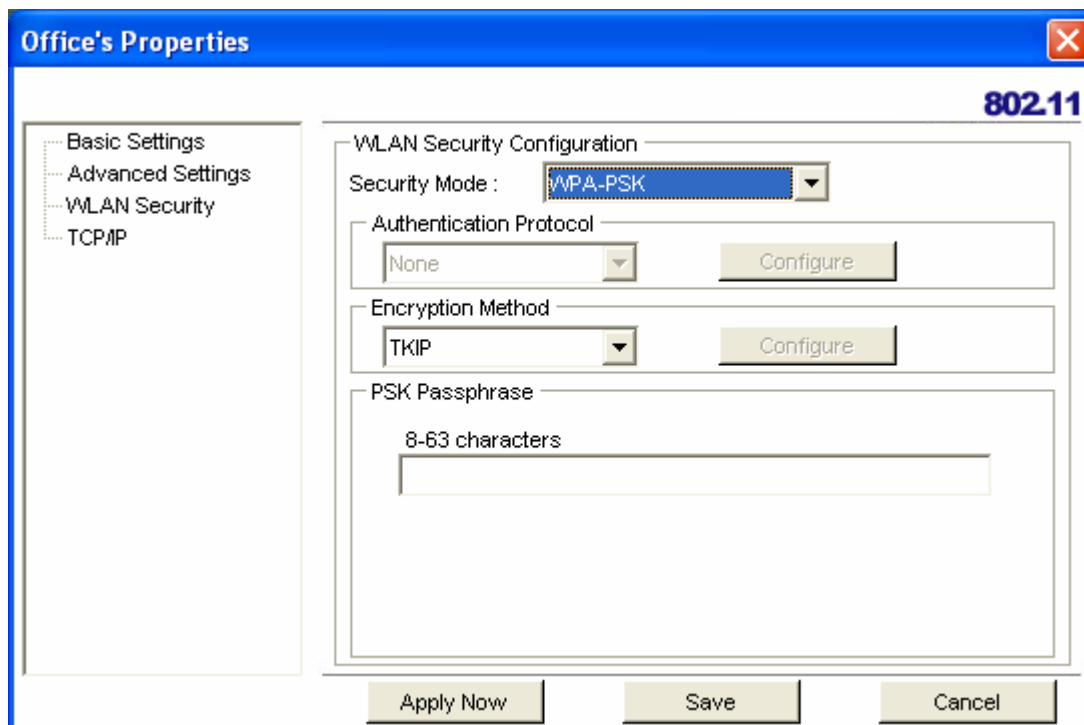 Office's Properties
802.11
Basic Settings
Advanced Settings
WLAN Security
TCP/IP
WLAN Security Configuration
Security Mode : WPA-PSK
Authentication Protocol
None Configure
Encryption Method
TKIP Configure
PSK Passphrase
8-63 characters
Apply Now Save Cancel